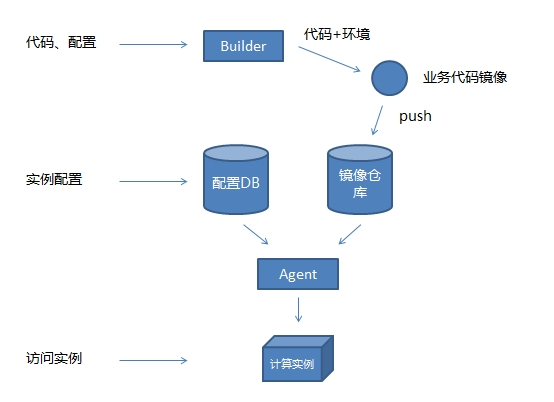 代码、配置
Builder
代码+环境
业务代码镜像
push
实例配置
配置DB
镜像仓
库
Agent
访问实例
计算实例